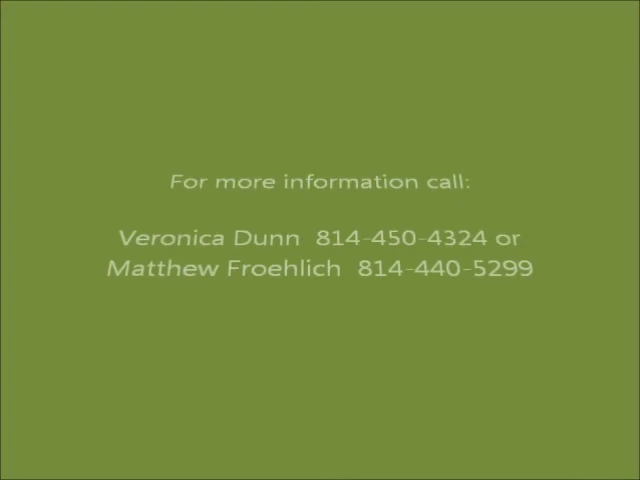 For more information call:
Veronica Dunn 814-450-4324 or
Matthew Froehlich 814-440-5299